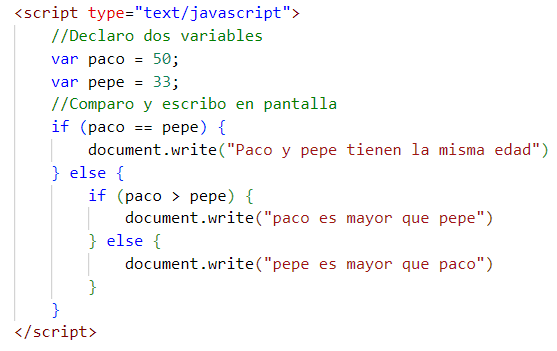 <script type="text/javascript">
    //Declaro dos variables
    var paco = 50;
    var pepe = 33;
    //Comparo y escribo en pantalla
    if (paco == pepe) {
        document.write("Paco y pepe tienen la misma edad")
    } else {
        if (paco > pepe) {
            document.write("paco es mayor que pepe")
        } else {
            document.write("pepe es mayor que paco")
        }
    }
</script>